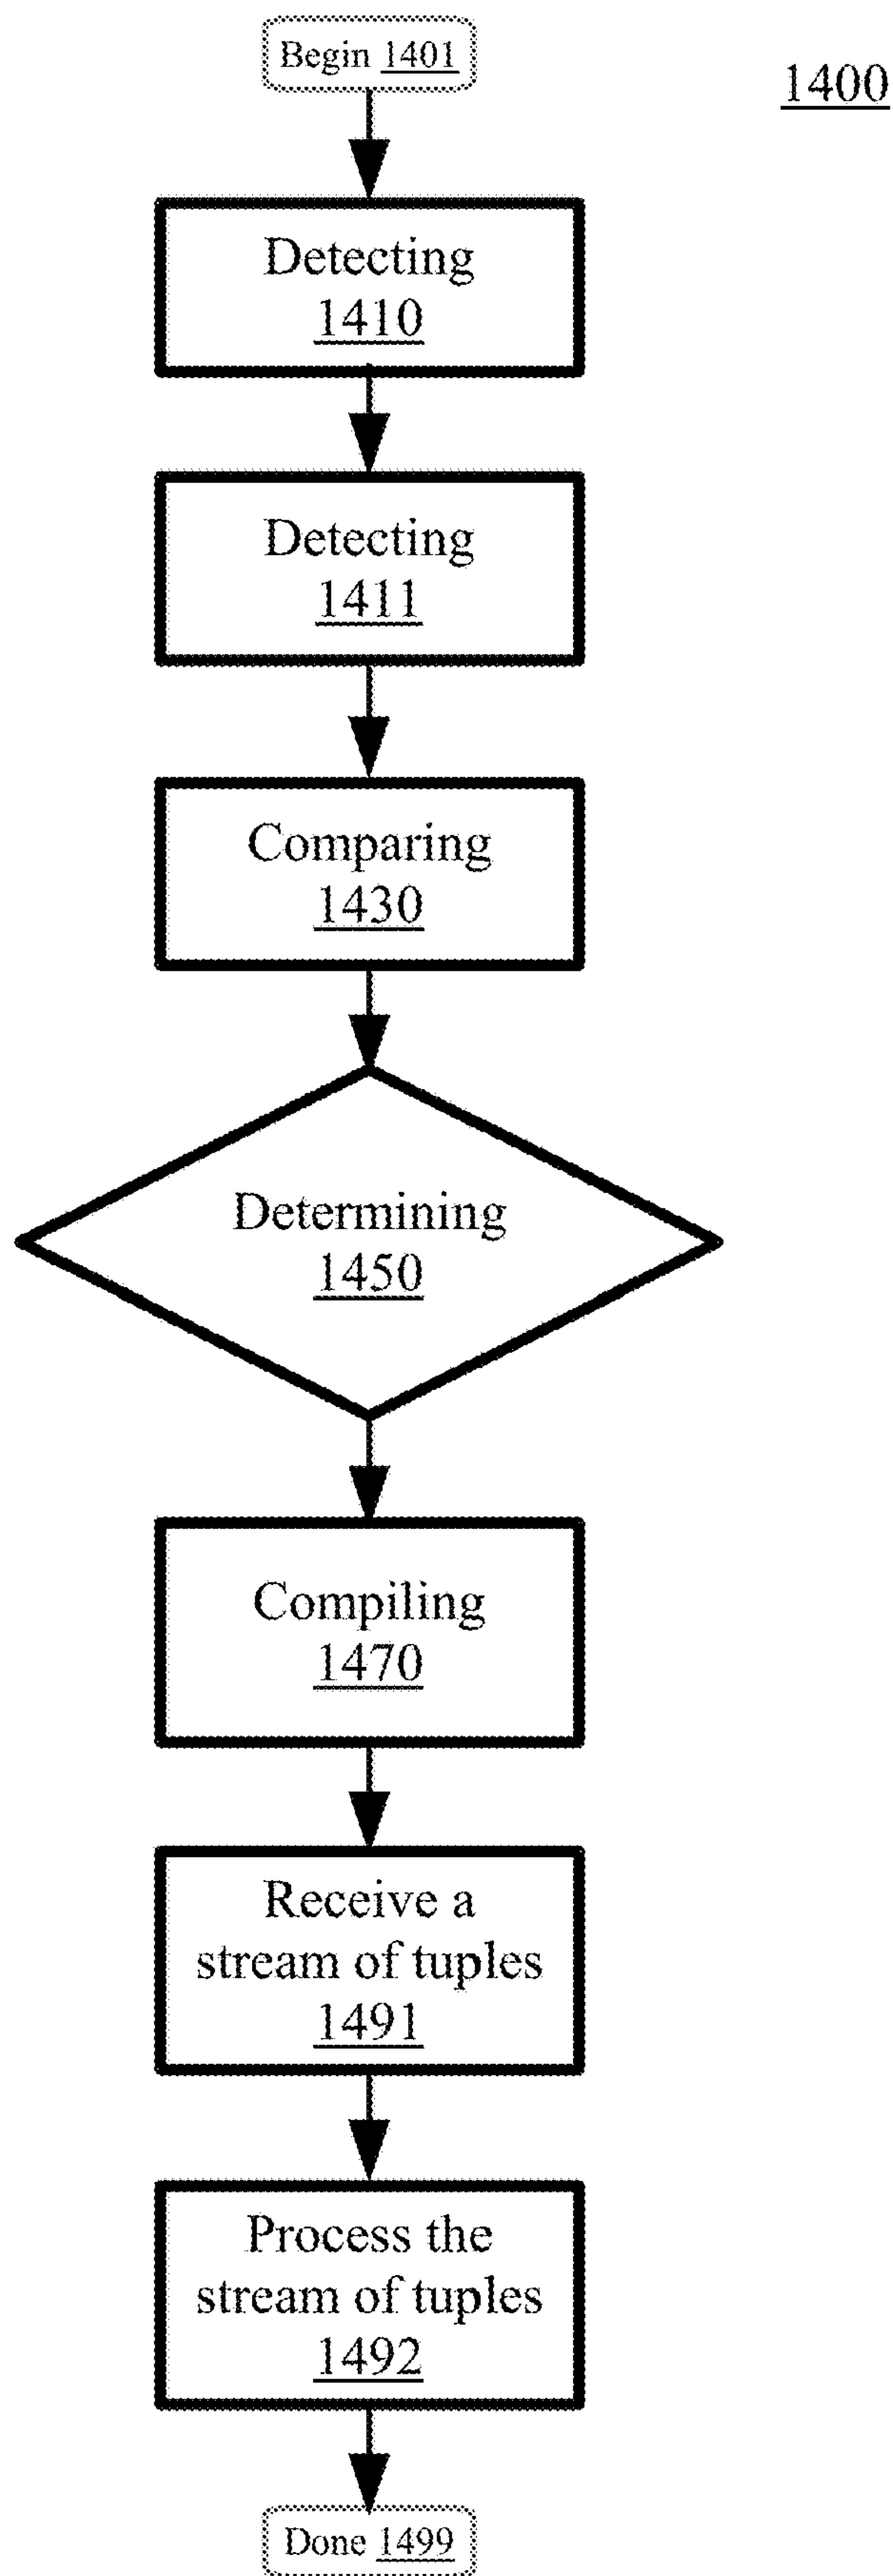 Begin 1401
1400
Detecting
1410
Detecting
1411
Comparing
1430
Determining
1450
Compiling
1470
Receive a
stream of tuples
1491
Process the
stream of tuples
1492
Done 1499